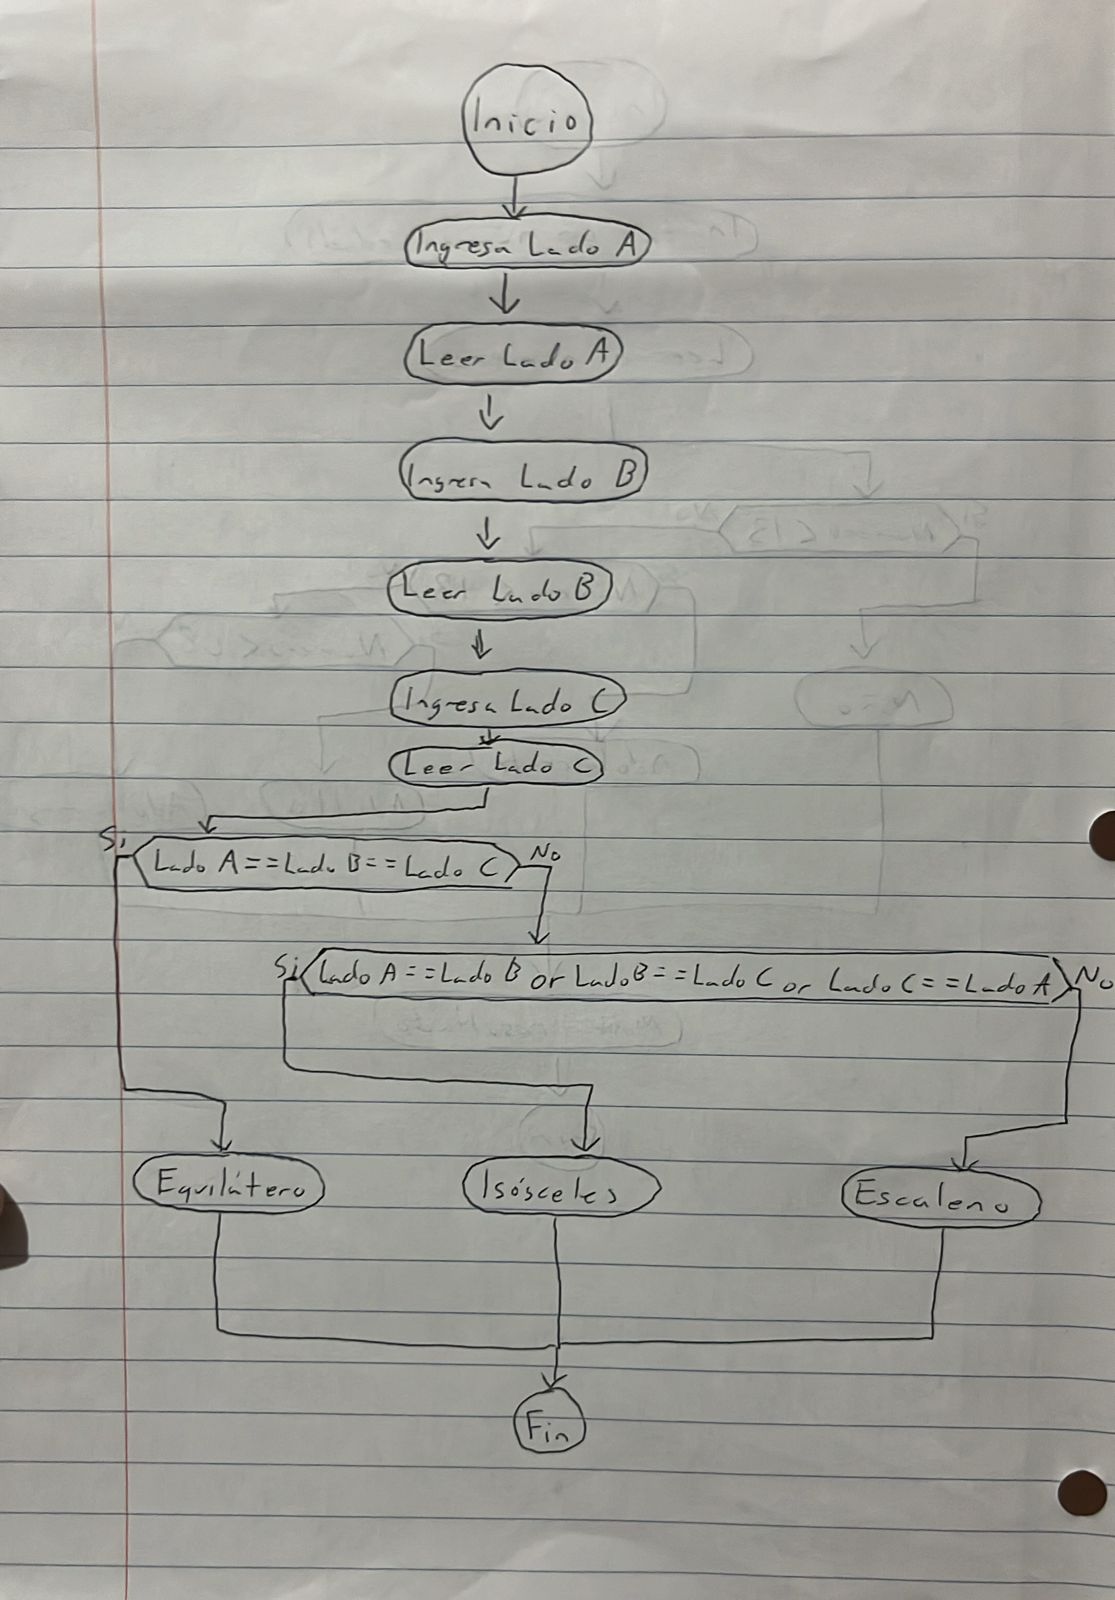 Inicio
Ingresa Lado A
Leer Lado A
Ingresa Lado B
Leer Lado B
Ingresa Lado C
Leer Lado C
Si Lado A==Lado B==Lado C No
Si Lado A==Lado B or Lado B==Lado C or Lado C==Lado A No
Equilátero Isósceles Escaleno
Fin